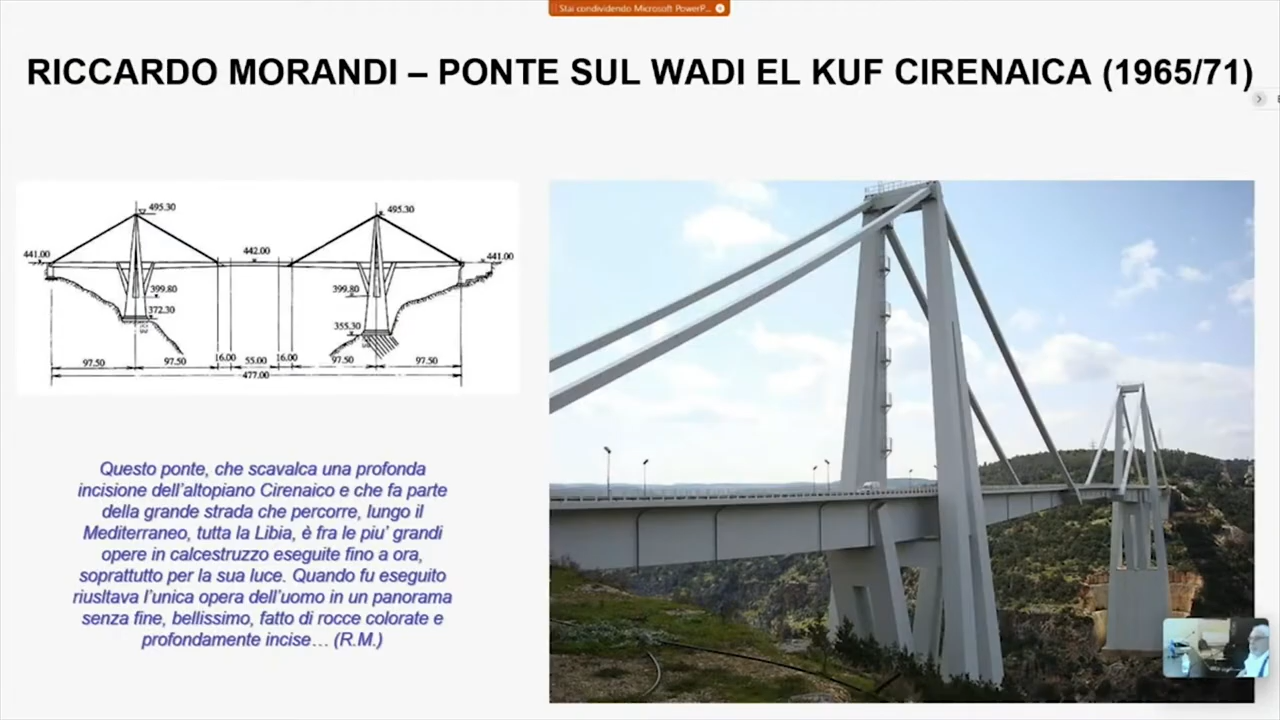 Stai condividendo Microsoft PowerP...
RICCARDO MORANDI – PONTE SUL WADI EL KUF CIRENAICA (1965/71)
495.30
495.30
441.00
442.00
441.00
399.80
399.80
372.30
355.30
97.50
97.50
16.00
55.00
16.00
97.50
97.50
477.00
Questo ponte, che scavalca una profonda
incisione dell'altopiano Cirenaico e che fa parte
della grande strada che percorre, lungo il
Mediterraneo, tutta la Libia, è fra le piu' grandi
opere in calcestruzzo eseguite fino a ora,
soprattutto per la sua luce. Quando fu eseguito
riusltava l'unica opera dell'uomo in un panorama
senza fine, bellissimo, fatto di rocce colorate e
profondamente incise… (R.M.)